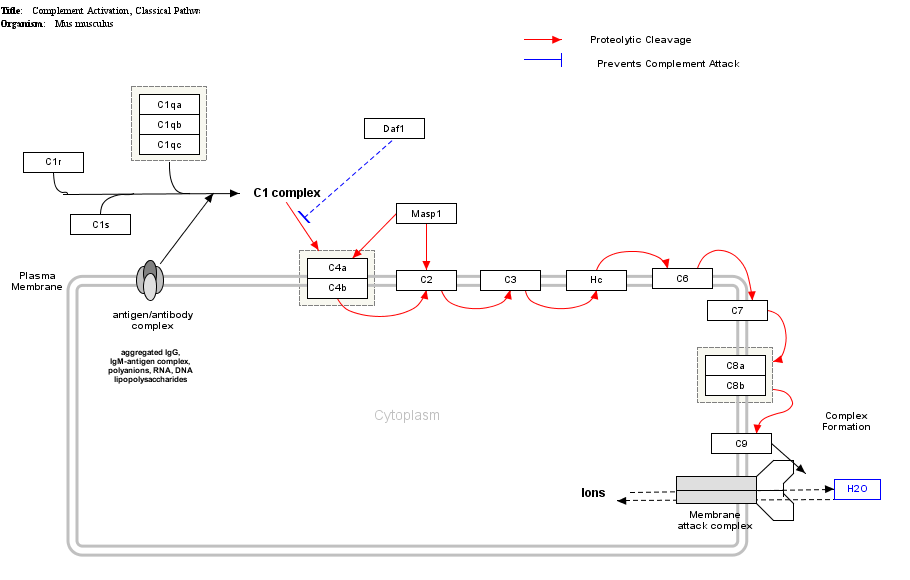 Title: Complement Activation, Classical Pathw
Organism: Mus musculus
Proteolytic Cleavage
Prevents Complement Attack
C1qa
C1qb
C1qc
Daf1
C1r
C1 complex
Masp1
C1s
C4a
C4b
C2
C3
Hc
C6
Plasma
Membrane
C7
antigen/antibody
complex
aggregated IgG,
IgM-antigen complex,
polyanions, RNA, DNA
lipopolysaccharides
C8a
C8b
Cytoplasm
Complex
Formation
C9
Ions
H2O
Membrane
attack complex